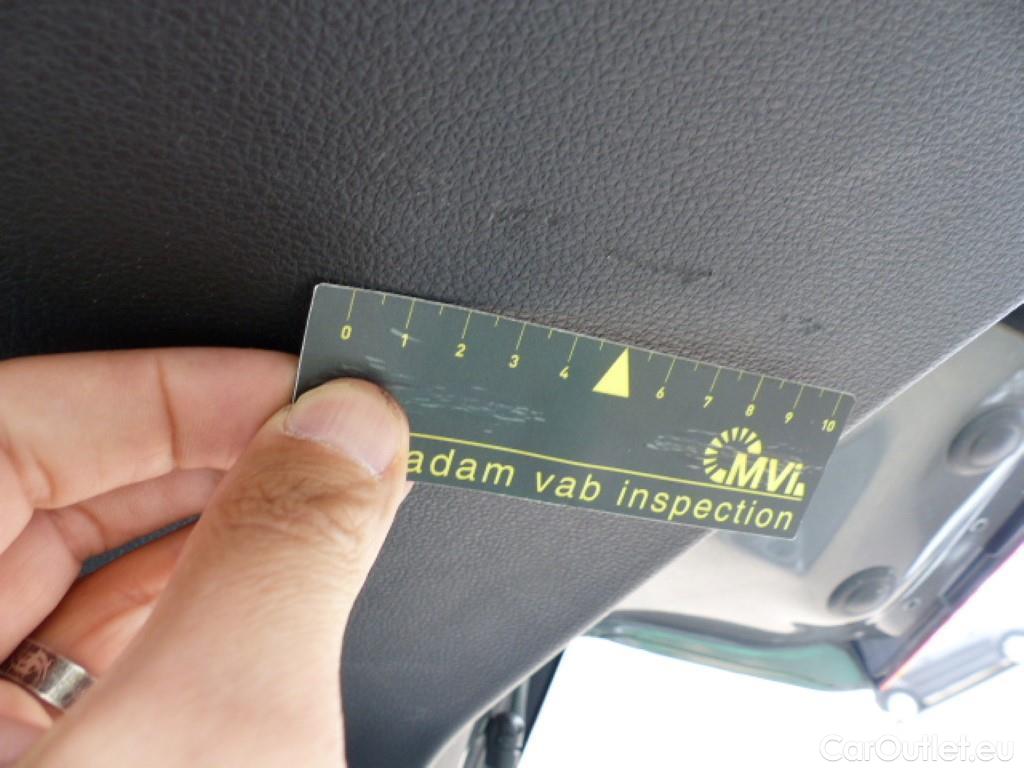 0 1 2 3 4 6 7 8 9 10
MVi
adam vab inspection
CarOutlet.eu